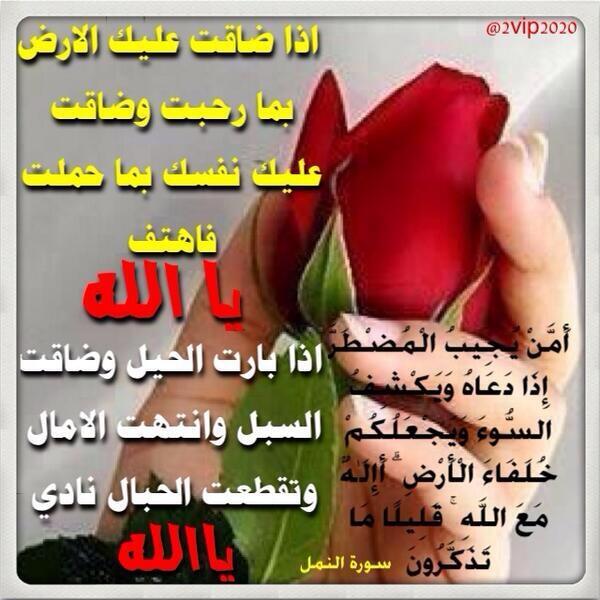 @2vip2020
اذا ضاقت عليك الارض
بما رحبت وضاقت
عليك نفسك بما حملت
فاهتف
يا الله
اذا بارت الحيل وضاقت
السبل وانتهت الامال
وتقطعت الحبال نادي
ياالله
أَمَّنْ يُجِيبُ الْمُضْطَرَّ
إِذَا دَعَاهُ وَيَكْشِفُ
السُّوءَ وَيَجْعَلُكُمْ
خُلَفَاءَ الْأَرْضِ ۗ أَإِلَٰهٌ
مَعَ اللَّهِ ۚ قَلِيلًا مَا
تَذَكَّرُونَ
سورة النمل